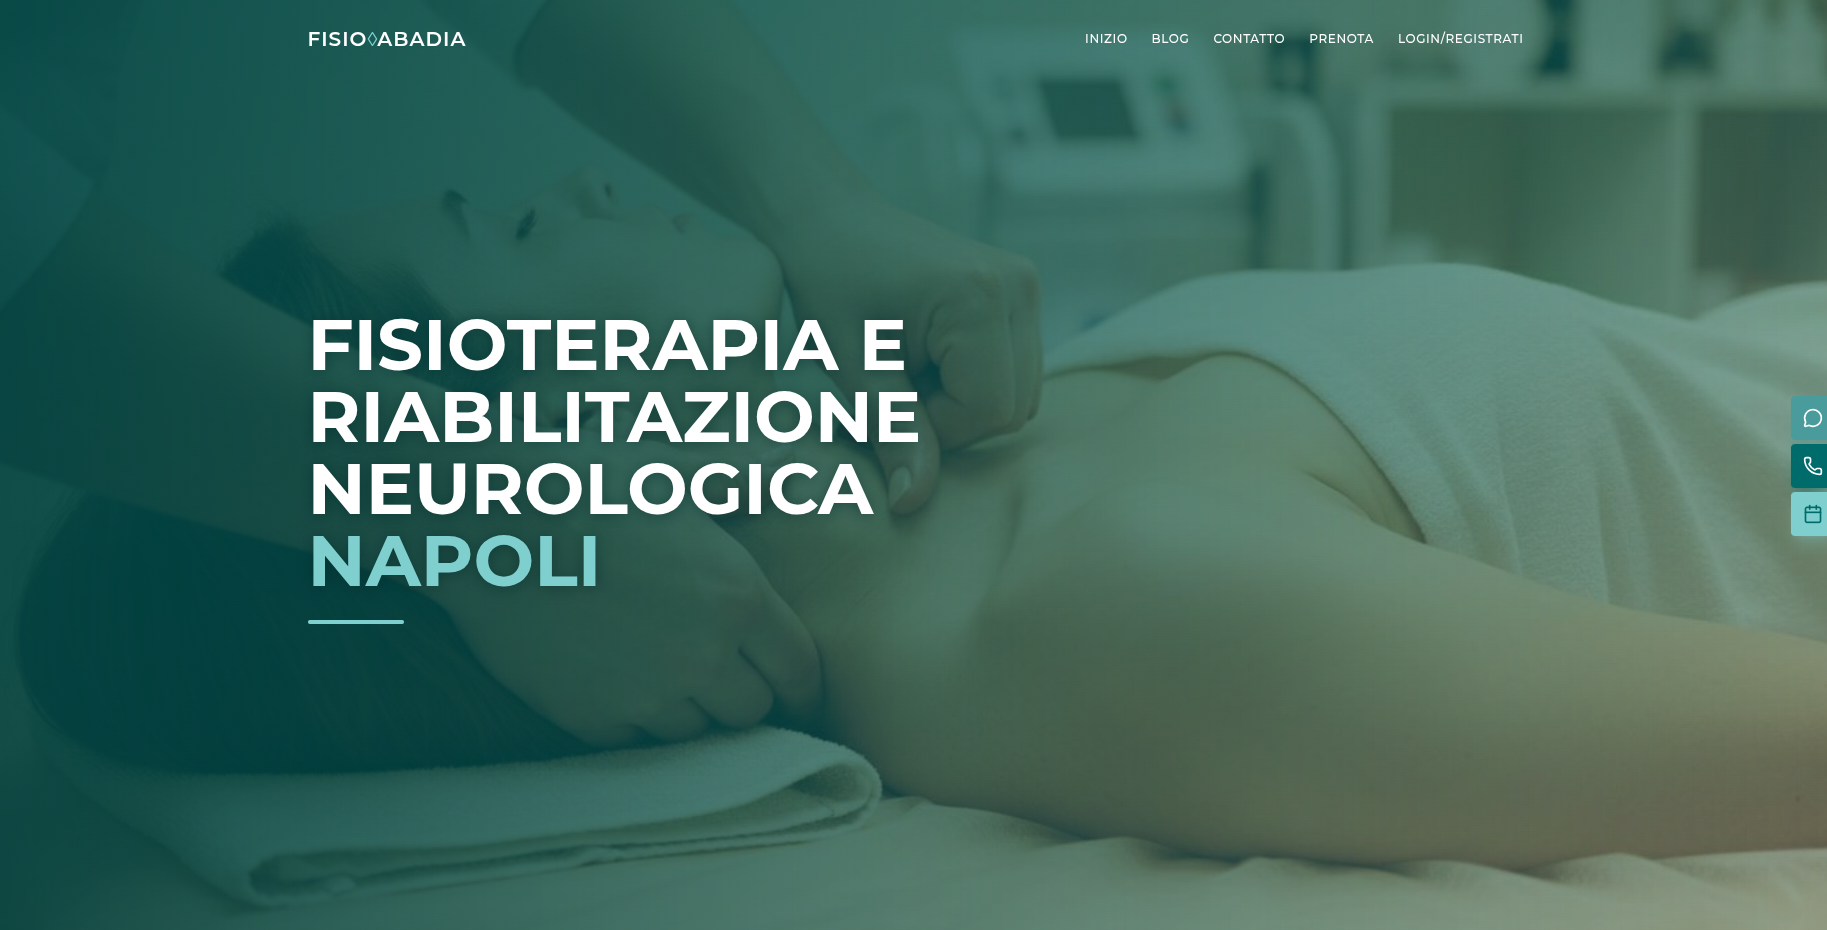 FISIO◊ABADIA
INIZIO BLOG CONTATTO PRENOTA LOGIN/REGISTRATI
FISIOTERAPIA E
RIABILITAZIONE
NEUROLOGICA
NAPOLI